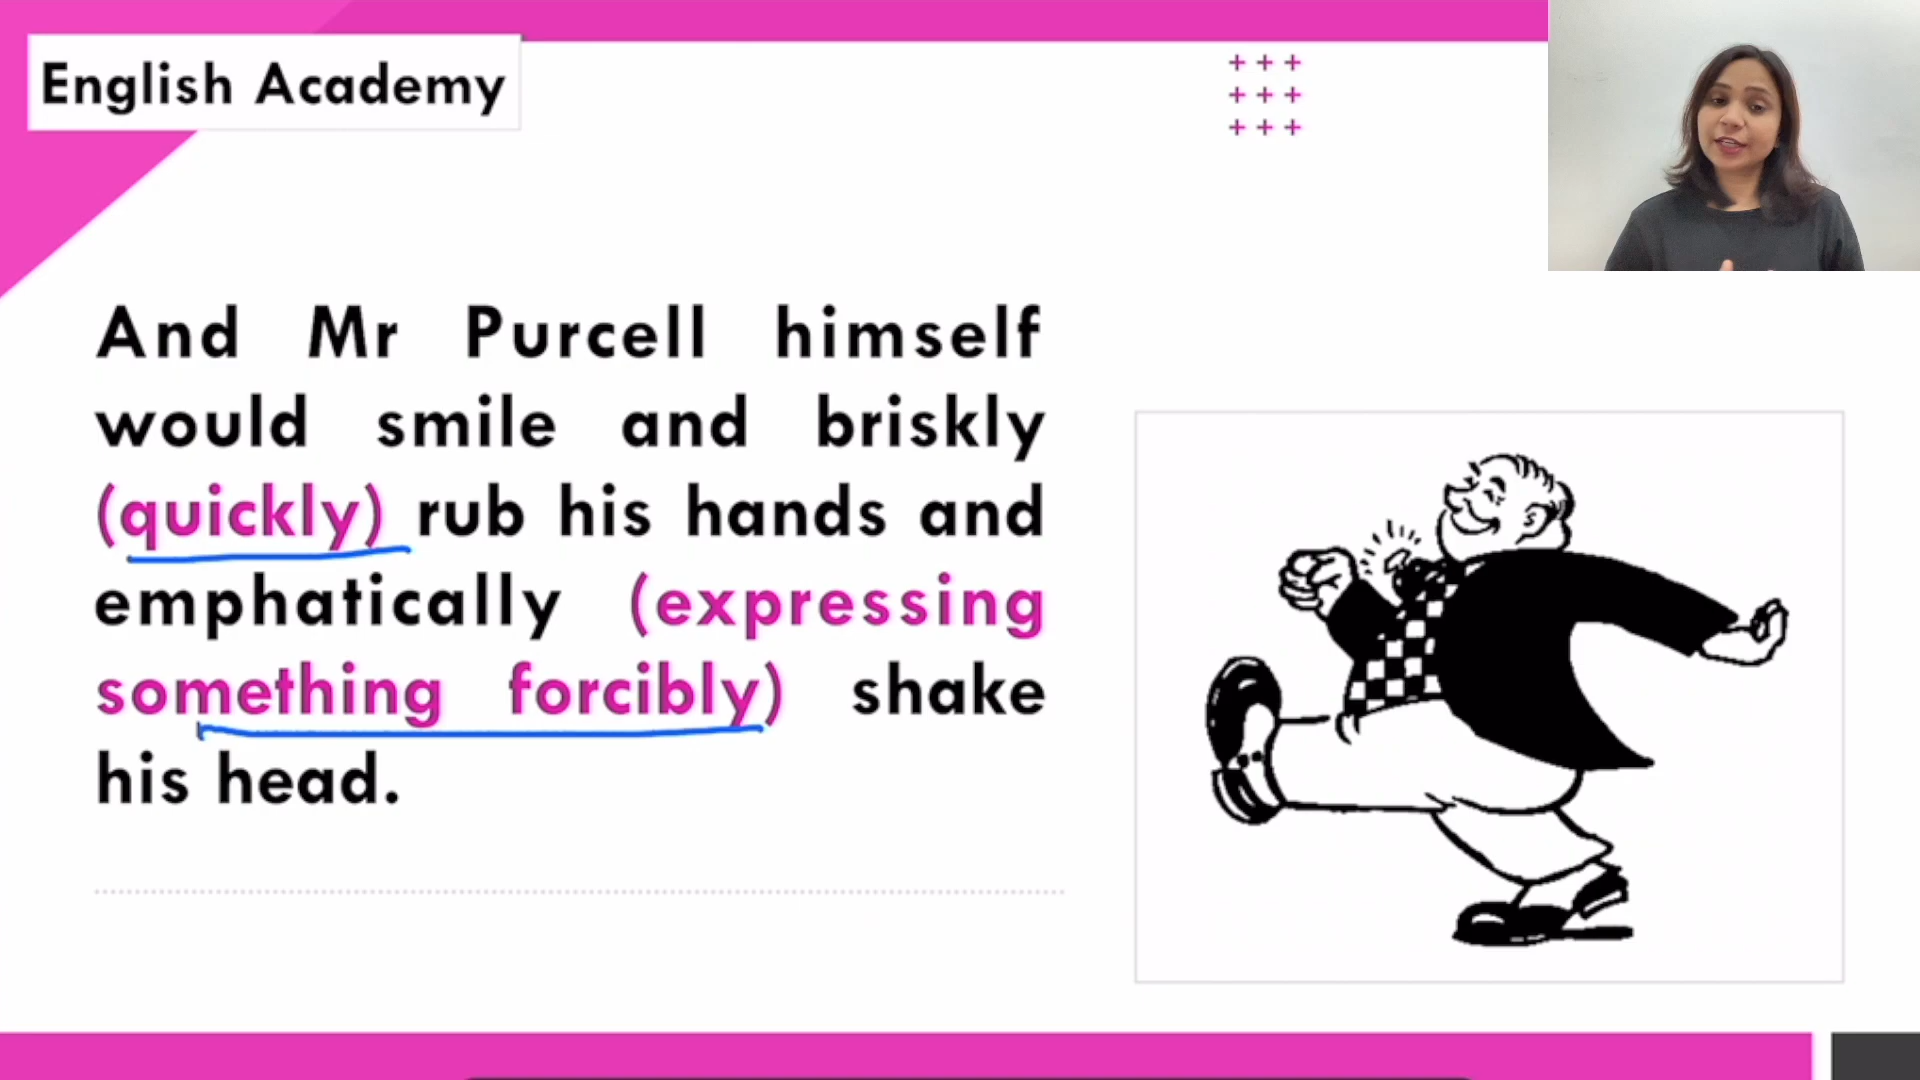 English Academy
And Mr Purcell himself
would smile and briskly
(quickly) rub his hands and
emphatically (expressing
something forcibly) shake
his head.